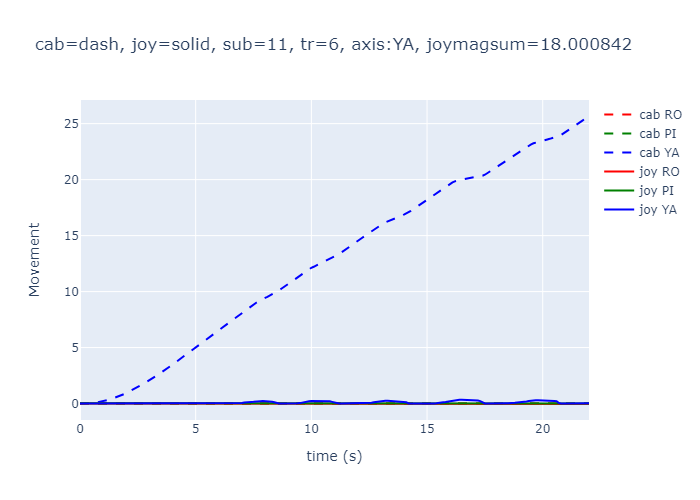 cab=dash, joy=solid, sub=11, tr=6, axis:YA, joymagsum=18.000842
cab RO
cab PI
cab YA
joy RO
joy PI
joy YA
Movement
25
20
15
10
5
0
0 5 10 15 20
time (s)